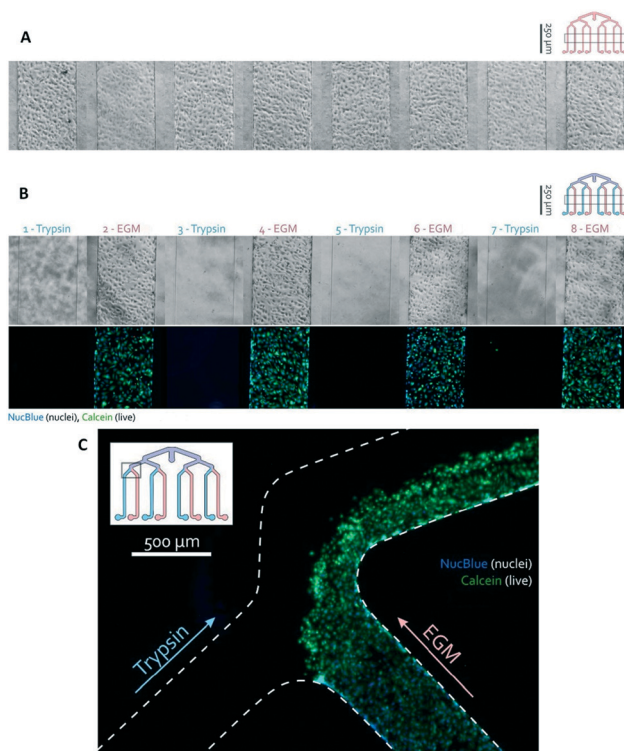 A
250 µm
B
250 µm
1 - Trypsin 2 - EGM 3 - Trypsin 4 - EGM 5 - Trypsin 6 - EGM 7 - Trypsin 8 - EGM
NucBlue (nuclei), Calcein (live)
C
500 µm
NucBlue (nuclei)
Calcein (live)
Trypsin
EGM